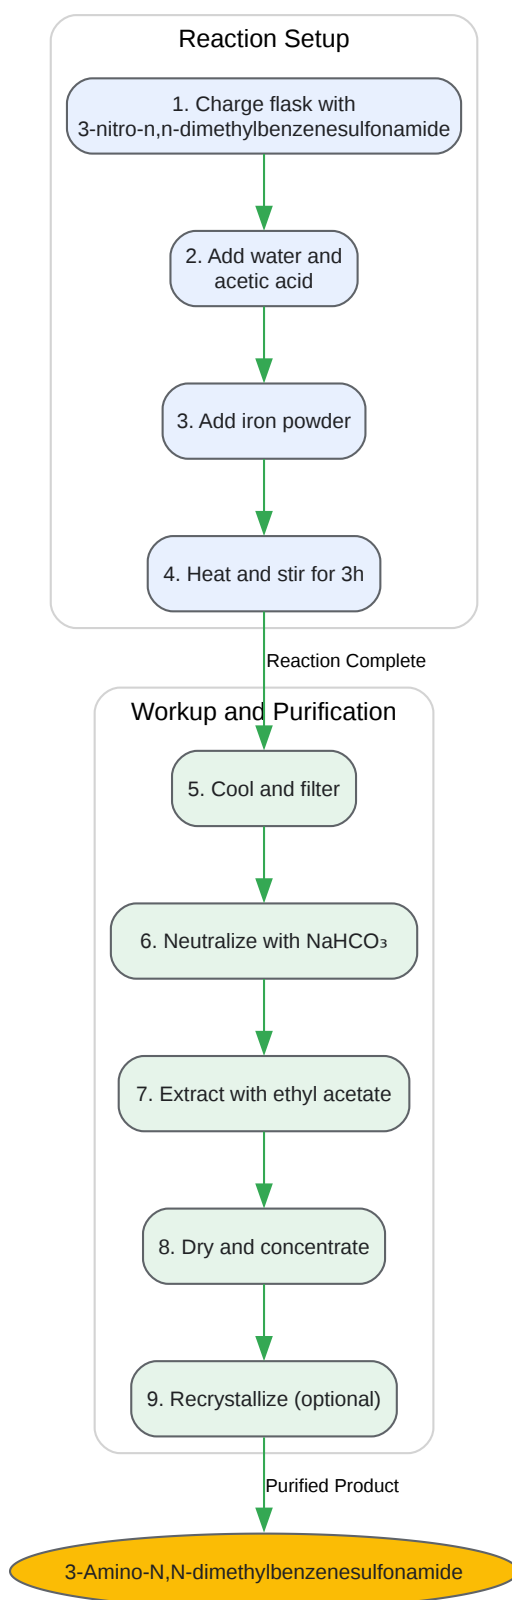 Reaction Setup
1. Charge flask with
3-nitro-n,n-dimethylbenzenesulfonamide
2. Add water and
acetic acid
3. Add iron powder
4. Heat and stir for 3h
Reaction Complete
Workup and Purification
5. Cool and filter
6. Neutralize with NaHCO₃
7. Extract with ethyl acetate
8. Dry and concentrate
9. Recrystallize (optional)
Purified Product
3-Amino-N,N-dimethylbenzenesulfonamide